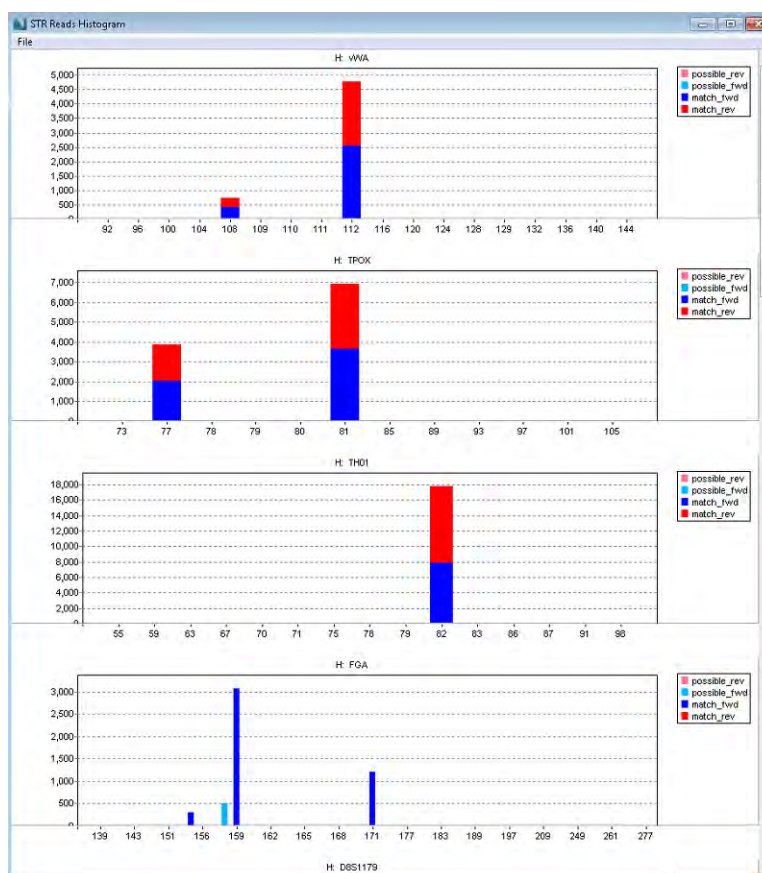 STR Reads Histogram
File
H: vWA
5,000
4,500
4,000
3,500
3,000
2,500
2,000
1,500
1,000
500
0
92 96 100 104 108 109 110 111 112 116 120 124 128 129 132 136 140 144
possible_rev
possible_fwd
match_fwd
match_rev
H: TPOX
7,000
6,000
5,000
4,000
3,000
2,000
1,000
0
73 77 78 79 80 81 85 89 93 97 101 105
possible_rev
possible_fwd
match_fwd
match_rev
H: TH01
18,000
16,000
14,000
12,000
10,000
8,000
6,000
4,000
2,000
0
55 59 63 67 70 71 75 78 79 82 83 86 87 91 98
possible_rev
possible_fwd
match_fwd
match_rev
H: FGA
3,000
2,500
2,000
1,500
1,000
500
0
139 143 151 156 159 162 165 168 171 177 183 189 197 209 249 261 277
possible_rev
possible_fwd
match_fwd
match_rev
H: D8S1179